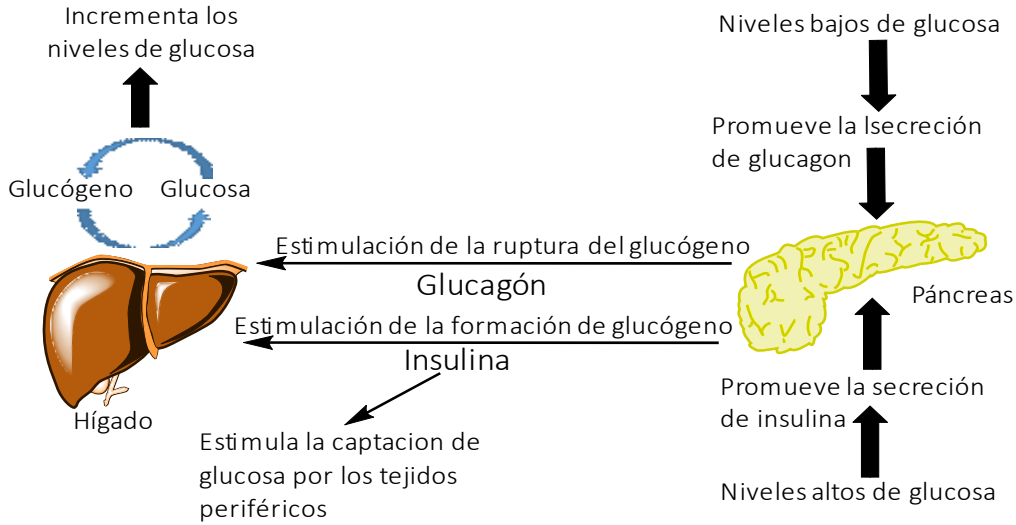 Incrementa los
niveles de glucosa
Niveles bajos de glucosa
Promueve la lsecreción
de glucagon
Glucógeno
Glucosa
Estimulación de la ruptura del glucógeno
Glucagón
Páncreas
Estimulación de la formación de glucógeno
Insulina
Hígado
Promueve la secreción
de insulina
Estimula la captacion de
glucosa por los tejidos
periféricos
Niveles altos de glucosa